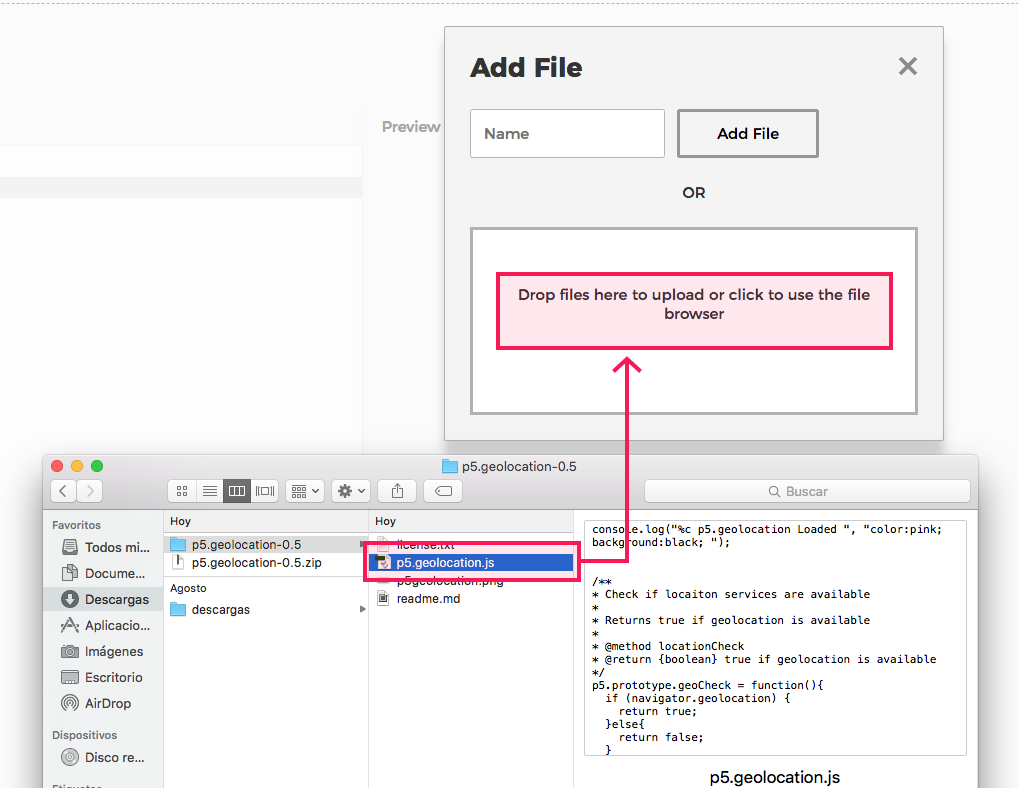 Add File
Preview
Name
Add File
OR
Drop files here to upload or click to use the file
browser
p5.geolocation-0.5
Buscar
Favoritos
Todos mi...
Docume...
Descargas
Aplicacio...
Imágenes
Escritorio
AirDrop
Dispositivos
Disco re...
Etiquetas
Hoy
p5.geolocation-0.5
p5.geolocation-0.5.zip
Agosto
descargas
Hoy
license.txt
p5.geolocation.js
p5geolocation.png
readme.md
console.log("%c p5.geolocation Loaded ", "color:pink;
background:black; ");
/**
* Check if locaiton services are available
*
* Returns true if geolocation is available
*
* @method locationCheck
* @return {boolean} true if geolocation is available
*/
p5.prototype.geoCheck = function(){
if (navigator.geolocation) {
return true;
}else{
return false;
}
p5.geolocation.js